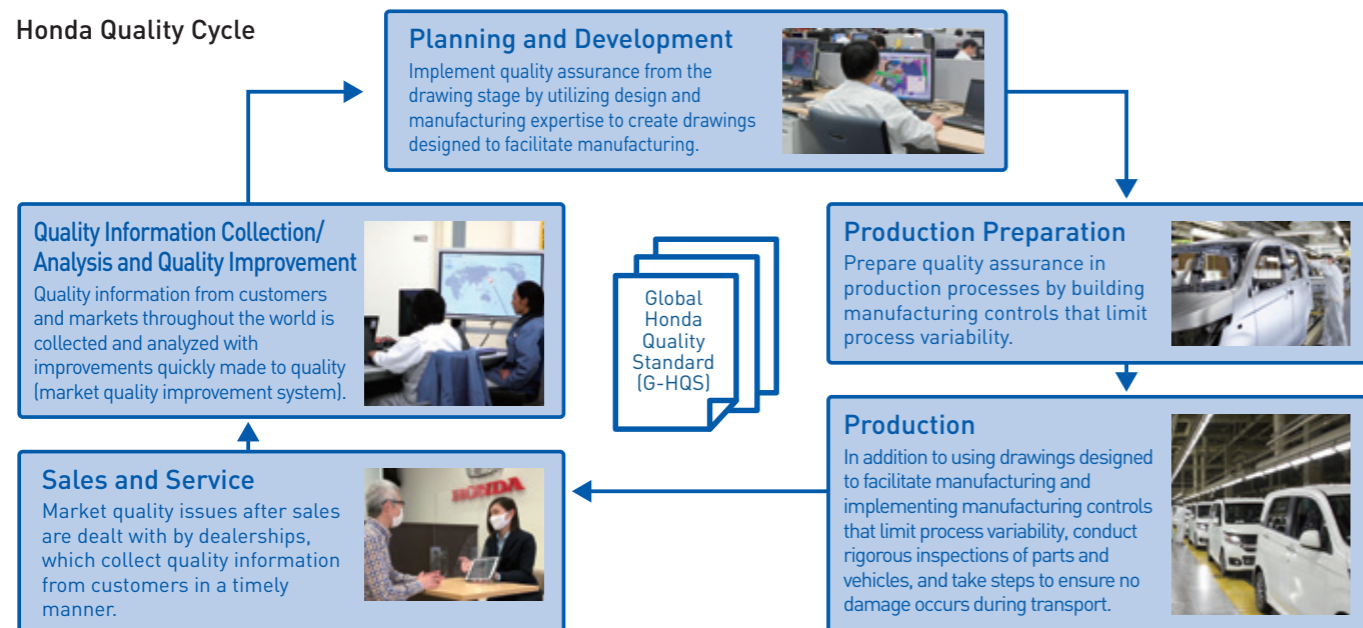 Honda Quality Cycle
Planning and Development
Implement quality assurance from the
drawing stage by utilizing design and
manufacturing expertise to create drawings
designed to facilitate manufacturing.
Production Preparation
Prepare quality assurance in
production processes by building
manufacturing controls that limit
process variability.
Production
In addition to using drawings designed
to facilitate manufacturing and
implementing manufacturing controls
that limit process variability, conduct
rigorous inspections of parts and
vehicles, and take steps to ensure no
damage occurs during transport.
Sales and Service
Market quality issues after sales
are dealt with by dealerships,
which collect quality information
from customers in a timely
manner.
HONDA
Quality Information Collection/
Analysis and Quality Improvement
Quality information from customers
and markets throughout the world is
collected and analyzed with
improvements quickly made to quality
(market quality improvement system).
Global
Honda
Quality
Standard
(G-HQS)